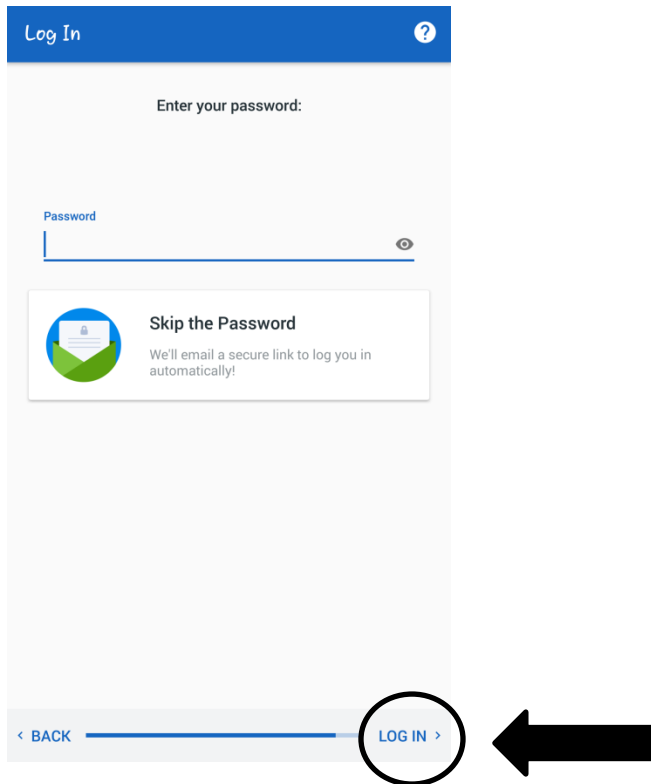 Log In
Enter your password:
Password
Skip the Password
We'll email a secure link to log you in
automatically!
< BACK
LOG IN >